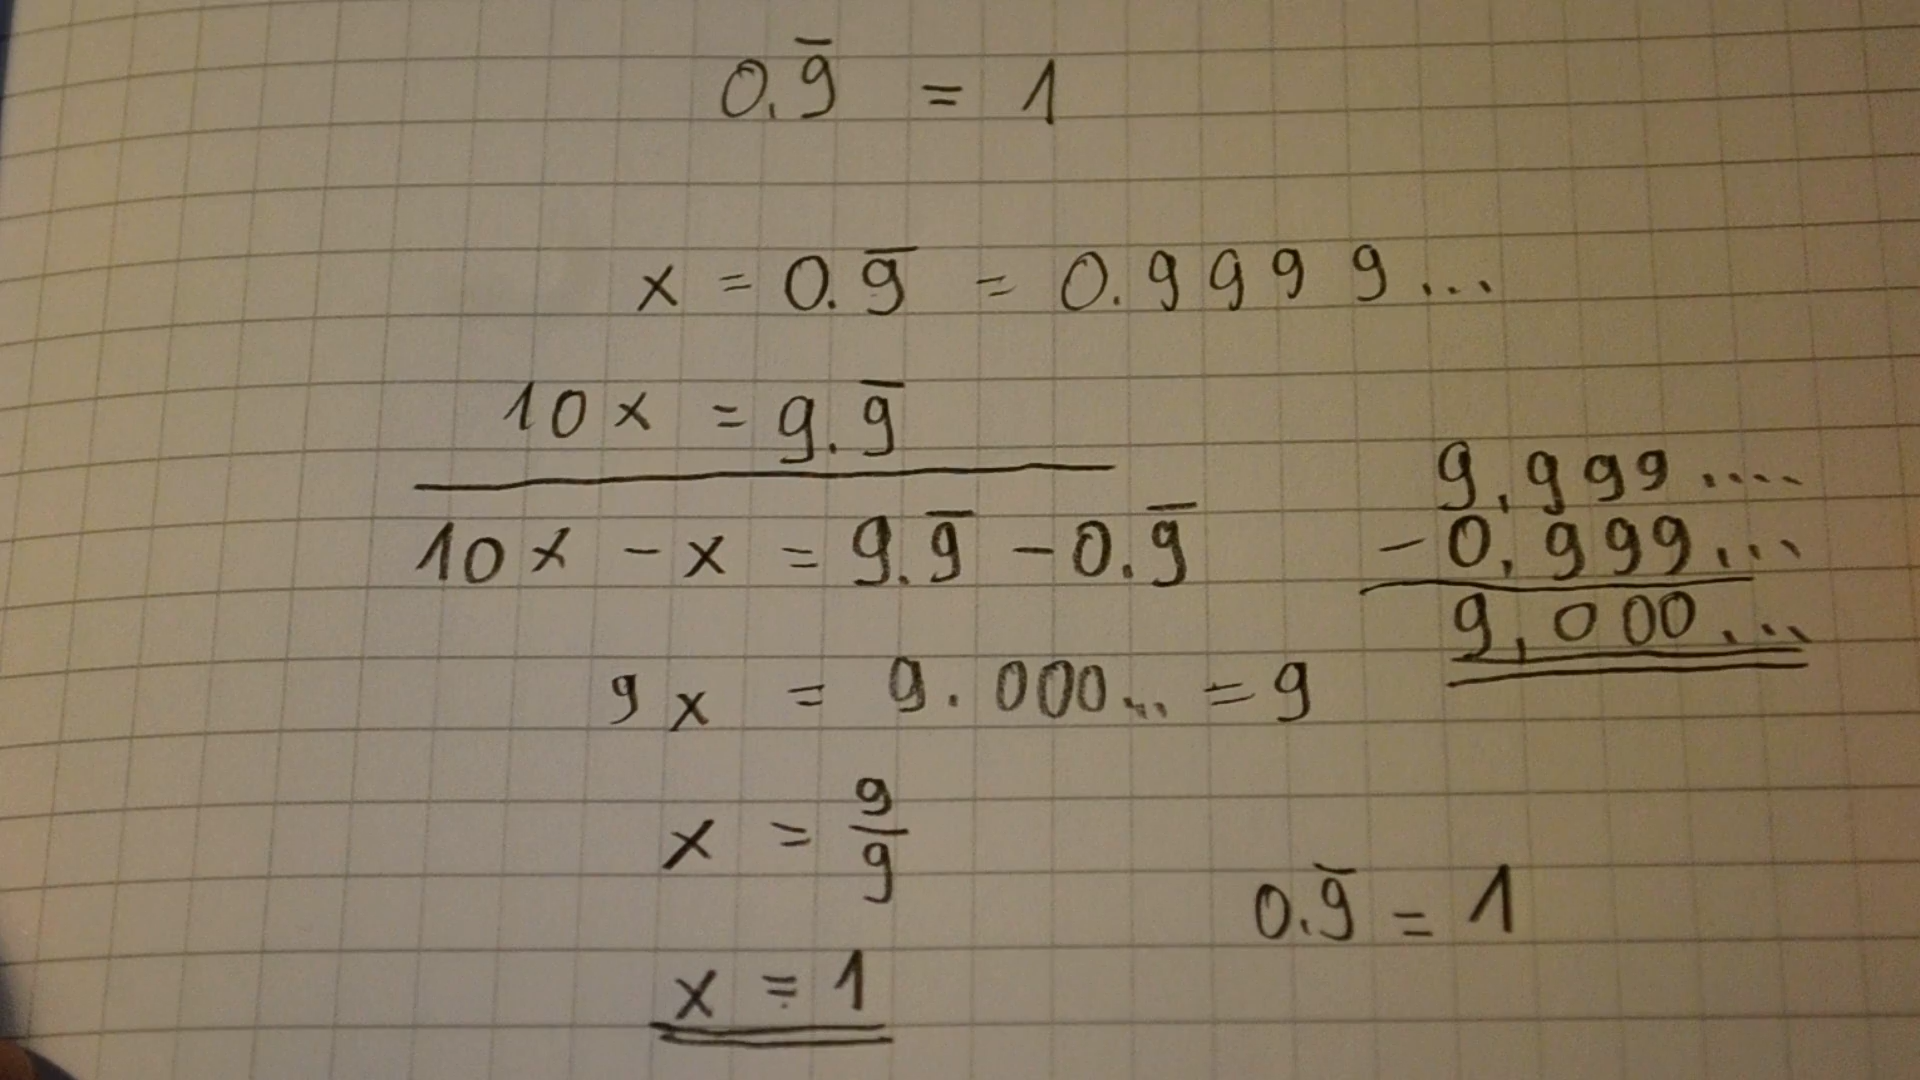 0.9̅ = 1
x = 0.9̅ = 0.9999...
10x = 9.9̅
10x - x = 9.9̅ - 0.9̅
9x = 9.000... = 9
x = 9/9
x = 1
9,999....
- 0,999...
9,000...
0.9̅ = 1